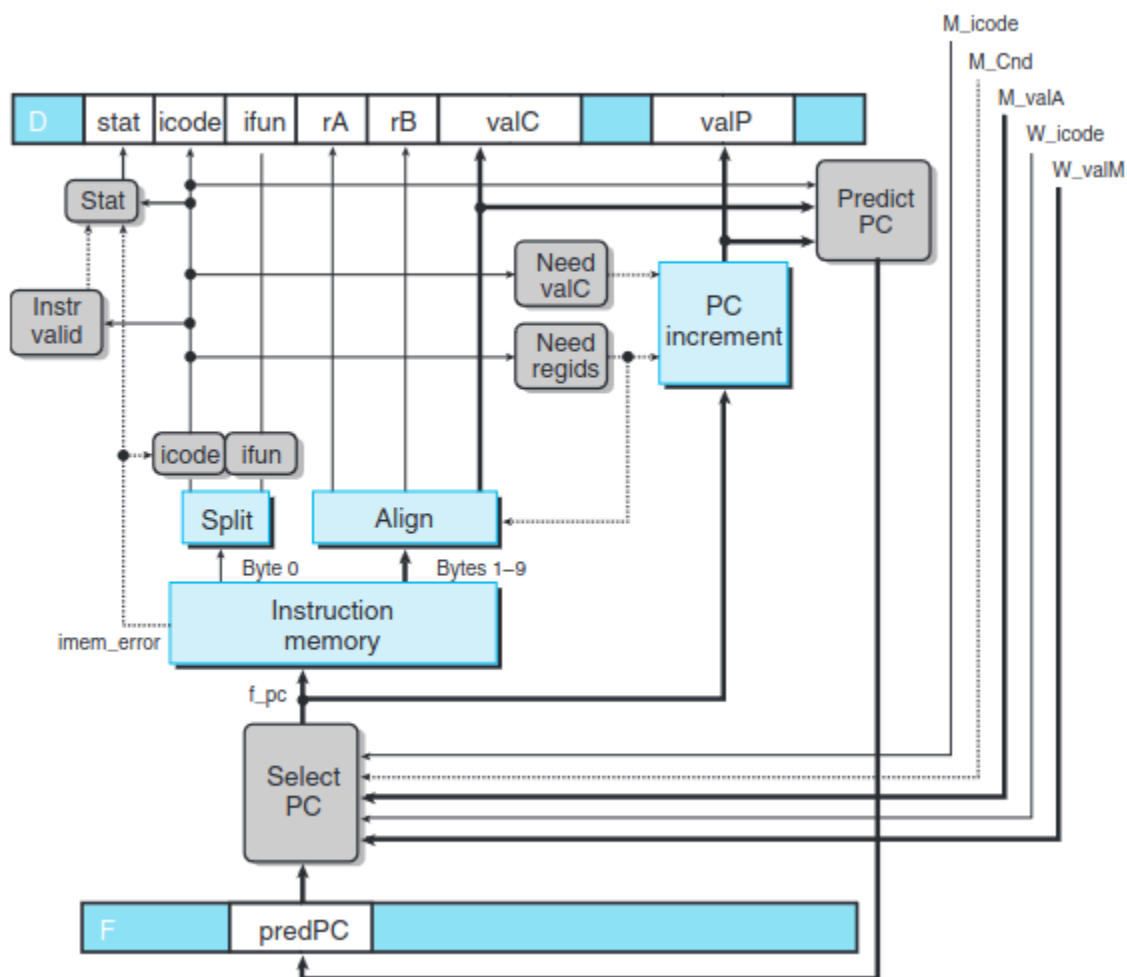 M_icode
M_Cnd
M_valA
W_icode
W_valM
D stat icode ifun rA rB valC valP
Stat
Predict
PC
Need
valC
Instr
valid
PC
increment
Need
regids
icode ifun
Split
Align
Byte 0
Bytes 1–9
Instruction
memory
imem_error
f_pc
Select
PC
F predPC